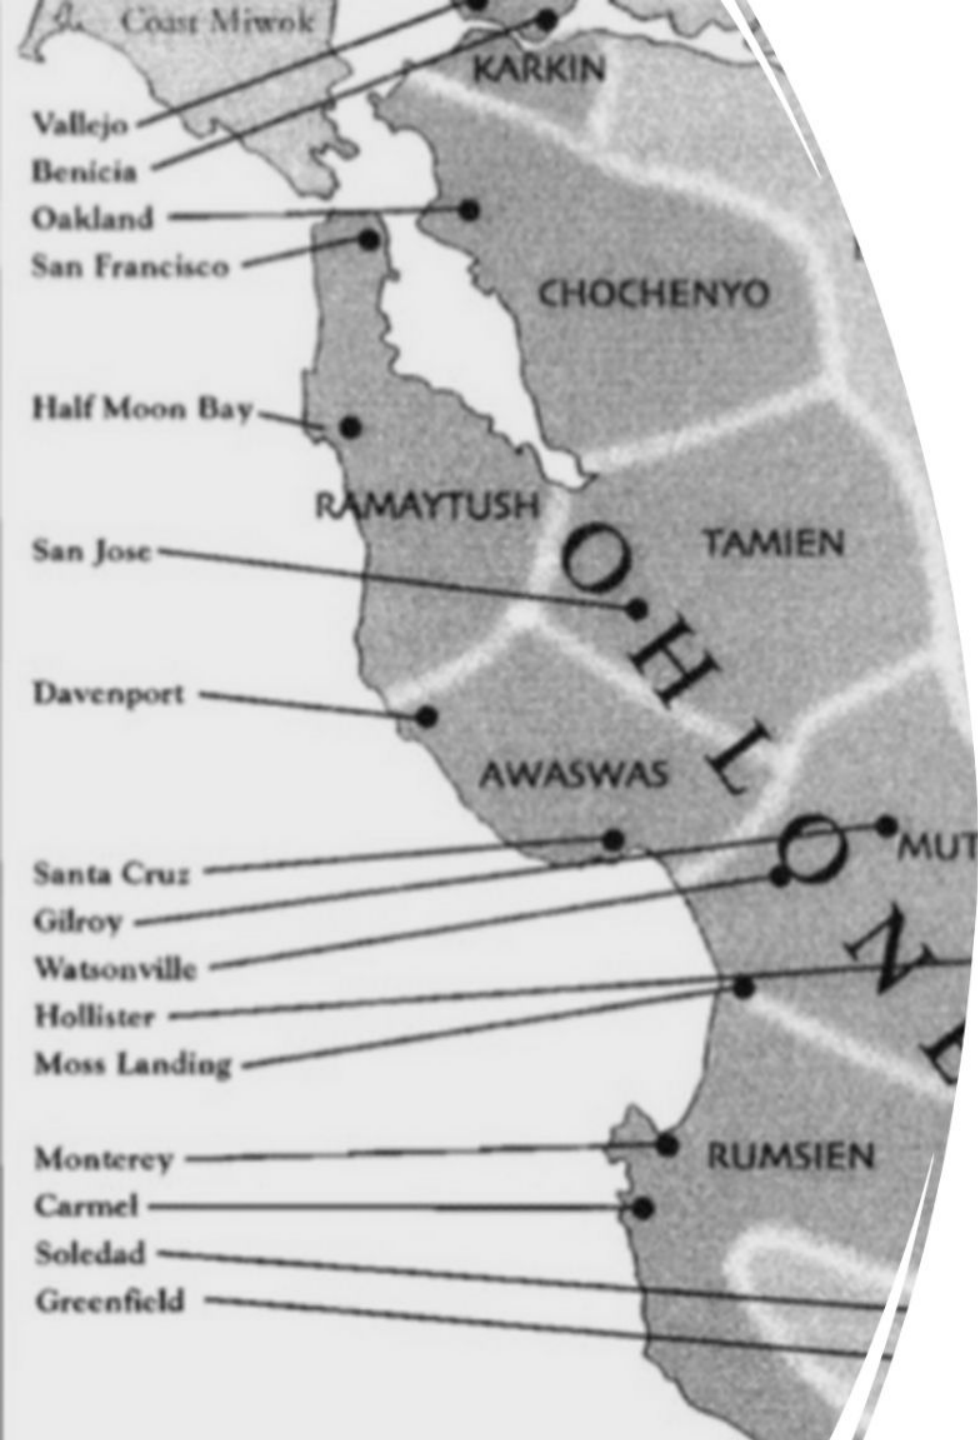 Coast Miwok
KARKIN
Vallejo
Benicia
Oakland
San Francisco
CHOCHENYO
Half Moon Bay
RAMAYTUSH
San Jose
TAMIEN
OHLONE
Davenport
AWASWAS
MUT
Santa Cruz
Gilroy
Watsonville
Hollister
Moss Landing
Monterey
RUMSIEN
Carmel
Soledad
Greenfield